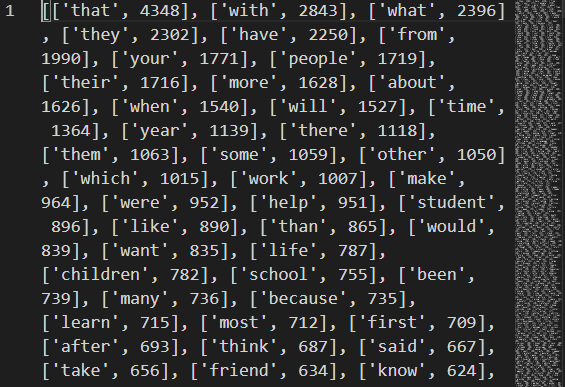 1 [['that', 4348], ['with', 2843], ['what', 2396]
, ['they', 2302], ['have', 2250], ['from',
1990], ['your', 1771], ['people', 1719],
['their', 1716], ['more', 1628], ['about',
1626], ['when', 1540], ['will', 1527], ['time',
1364], ['year', 1139], ['there', 1118],
['them', 1063], ['some', 1059], ['other', 1050]
, ['which', 1015], ['work', 1007], ['make',
964], ['were', 952], ['help', 951], ['student',
896], ['like', 890], ['than', 865], ['would',
839], ['want', 835], ['life', 787],
['children', 782], ['school', 755], ['been',
739], ['many', 736], ['because', 735],
['learn', 715], ['most', 712], ['first', 709],
['after', 693], ['think', 687], ['said', 667],
['take', 656], ['friend', 634], ['know', 624],